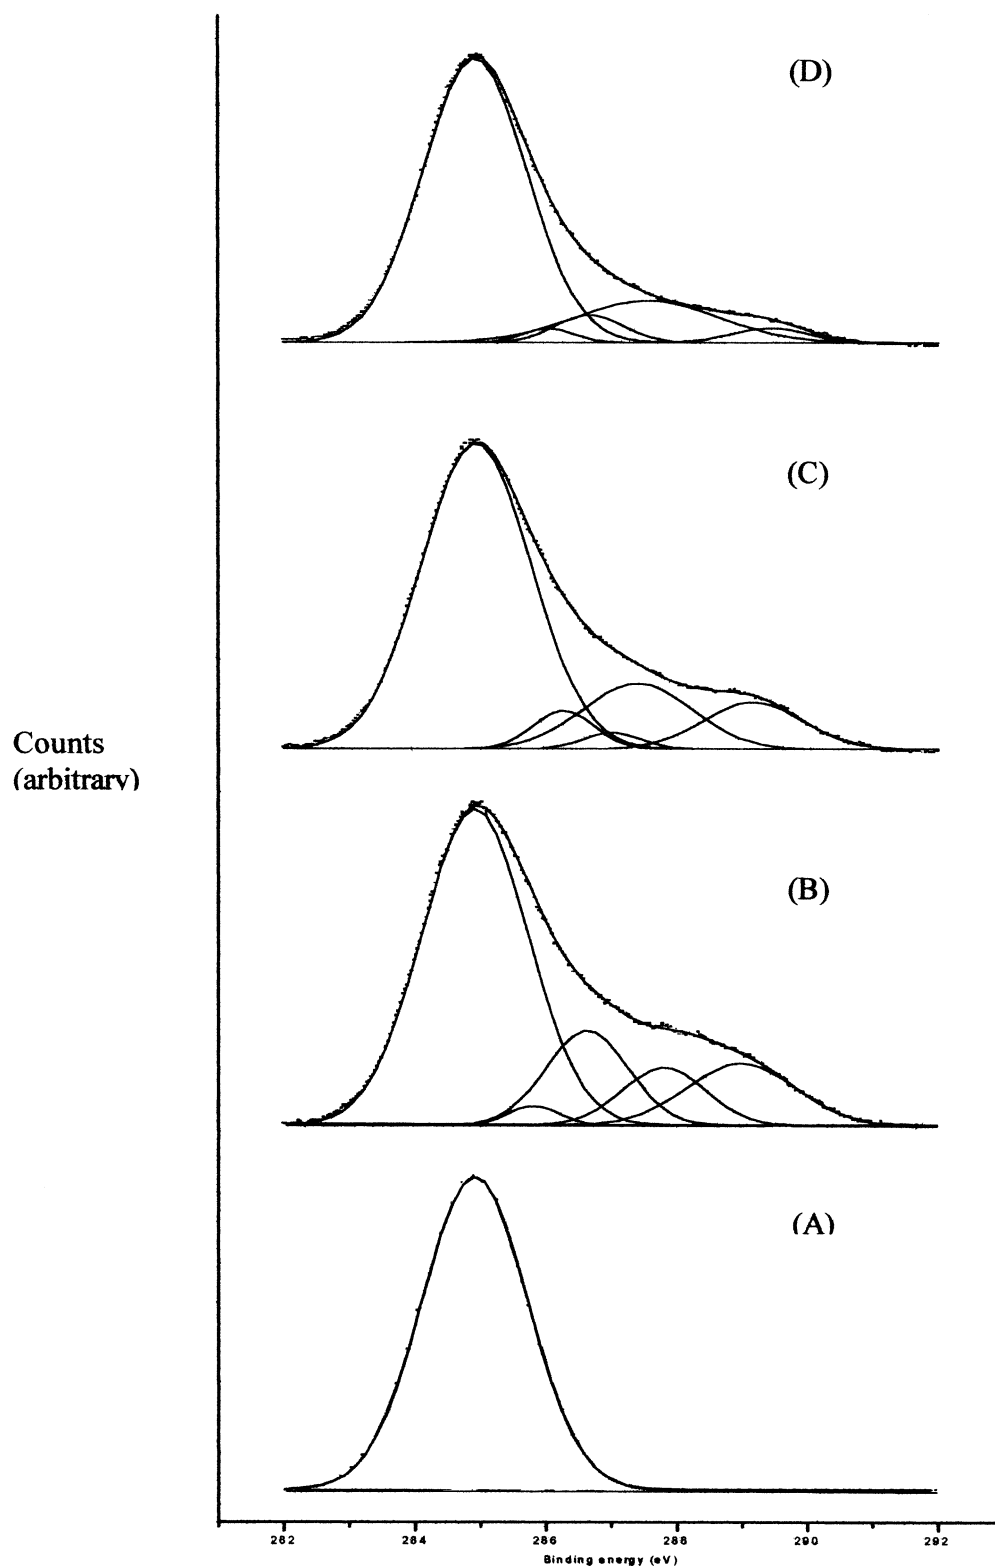 (D)
(C)
Counts
(arbitrary)
(B)
(A)
282 284 286 288 290 292
Binding energy (eV)